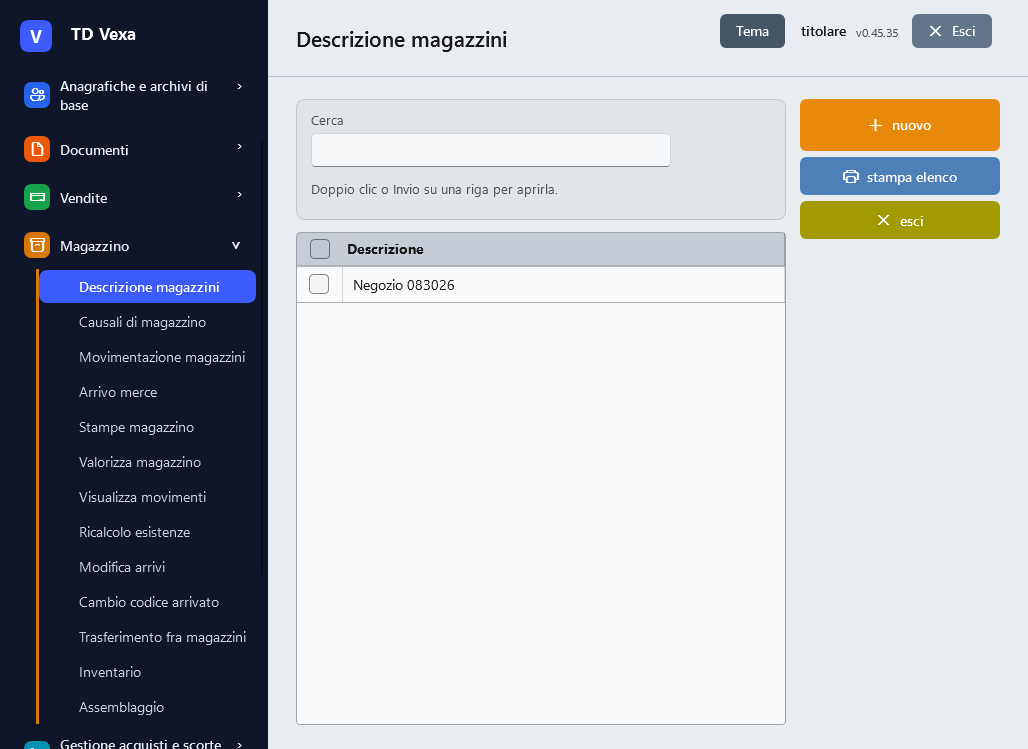 V TD Vexa
Anagrafiche e archivi di
base
Documenti
Vendite
Magazzino
Descrizione magazzini
Causali di magazzino
Movimentazione magazzini
Arrivo merce
Stampe magazzino
Valorizza magazzino
Visualizza movimenti
Ricalcolo esistenze
Modifica arrivi
Cambio codice arrivato
Trasferimento fra magazzini
Inventario
Assemblaggio
Gestione acquisti e scorte
Descrizione magazzini
Tema titolare v0.45.35 Esci
Cerca
Doppio clic o Invio su una riga per aprirla.
Descrizione
Negozio 083026
nuovo
stampa elenco
esci